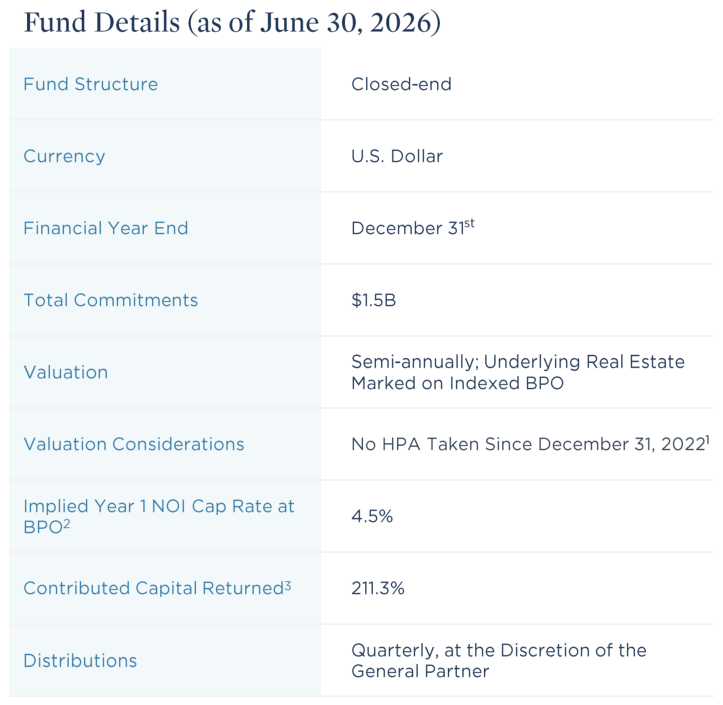 Fund Details (as of June 30, 2026)
Fund Structure
Closed-end
Currency
U.S. Dollar
Financial Year End
December 31st
Total Commitments
$1.5B
Valuation
Semi-annually; Underlying Real Estate
Marked on Indexed BPO
Valuation Considerations
No HPA Taken Since December 31, 2022¹
Implied Year 1 NOI Cap Rate at
BPO²
4.5%
Contributed Capital Returned³
211.3%
Distributions
Quarterly, at the Discretion of the
General Partner